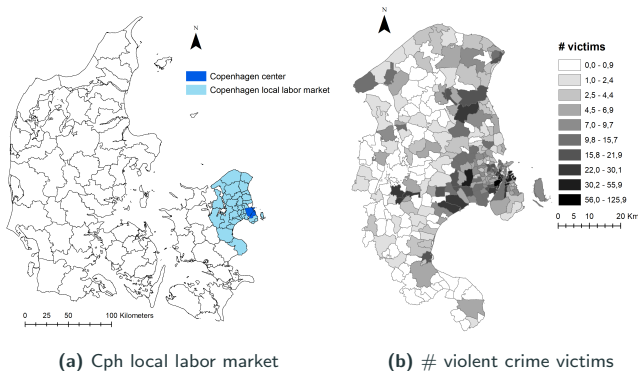 N
Copenhagen center
Copenhagen local labor market
0 25 50 100 Kilometers
(a) Cph local labor market
N
# victims
0,0 - 0,9
1,0 - 2,4
2,5 - 4,4
4,5 - 6,9
7,0 - 9,7
9,8 - 15,7
15,8 - 21,9
22,0 - 30,1
30,2 - 55,9
56,0 - 125,9
0 5 10 20 Km
(b) # violent crime victims